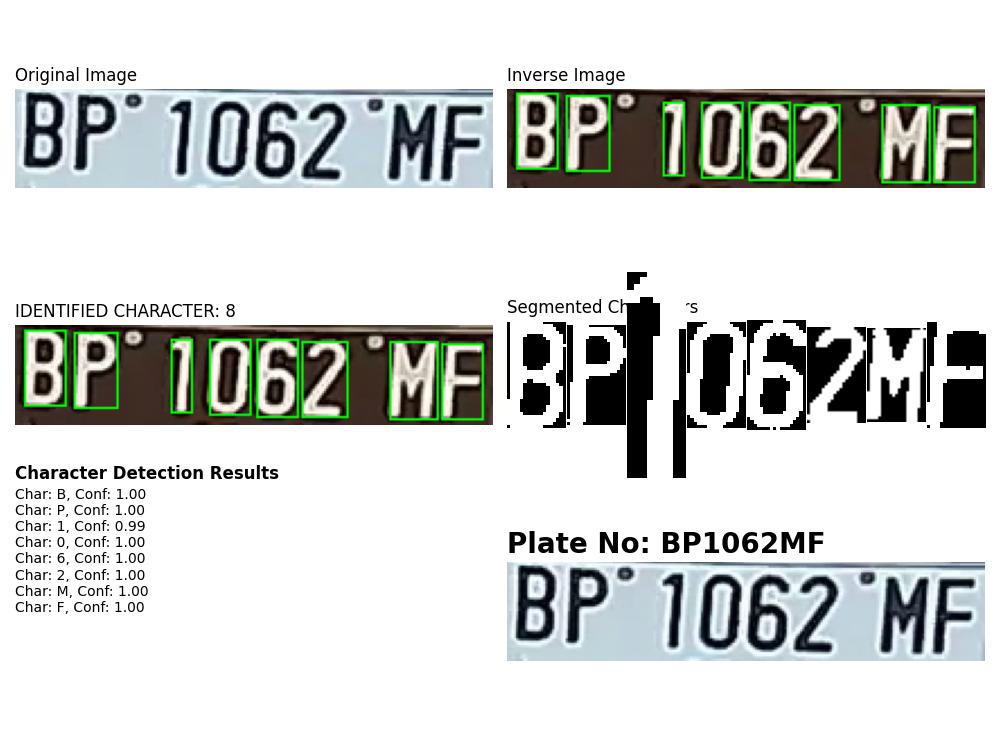 Original Image
BP 1062 MF
Inverse Image
BP 1062 MF
IDENTIFIED CHARACTER: 8
BP 1062 MF
Segmented Ch rs
BP1062MF
Character Detection Results
Char: B, Conf: 1.00
Char: P, Conf: 1.00
Char: 1, Conf: 0.99
Char: 0, Conf: 1.00
Char: 6, Conf: 1.00
Char: 2, Conf: 1.00
Char: M, Conf: 1.00
Char: F, Conf: 1.00
Plate No: BP1062MF
BP 1062 MF